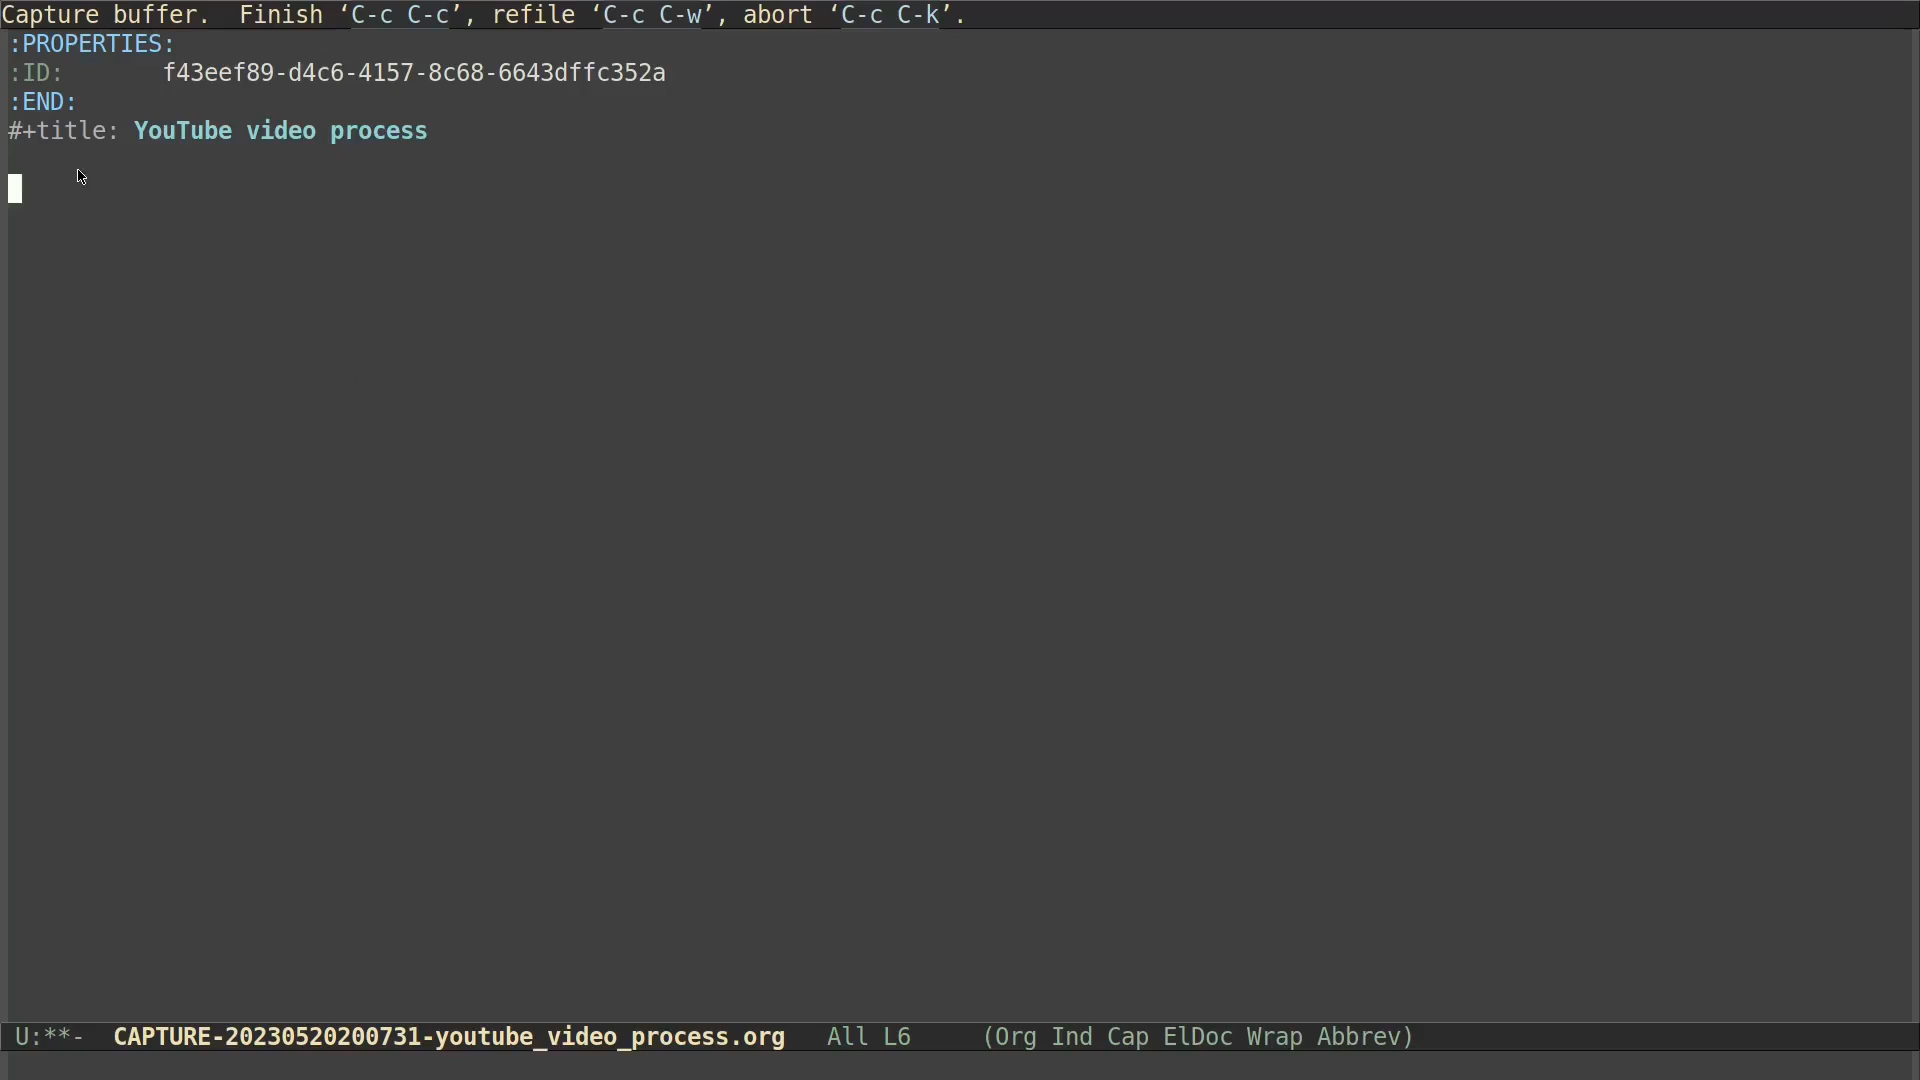 Capture buffer.  Finish ‘C-c C-c’, refile ‘C-c C-w’, abort ‘C-c C-k’.
:PROPERTIES:
:ID:       f43eef89-d4c6-4157-8c68-6643dffc352a
:END:
#+title: YouTube video process
U:**-  CAPTURE-20230520200731-youtube_video_process.org   All L6     (Org Ind Cap ElDoc Wrap Abbrev)